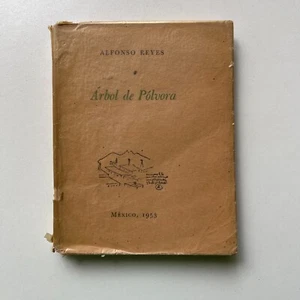 ALFONSO REYES
Árbol de Pólvora
MÉXICO, 1953